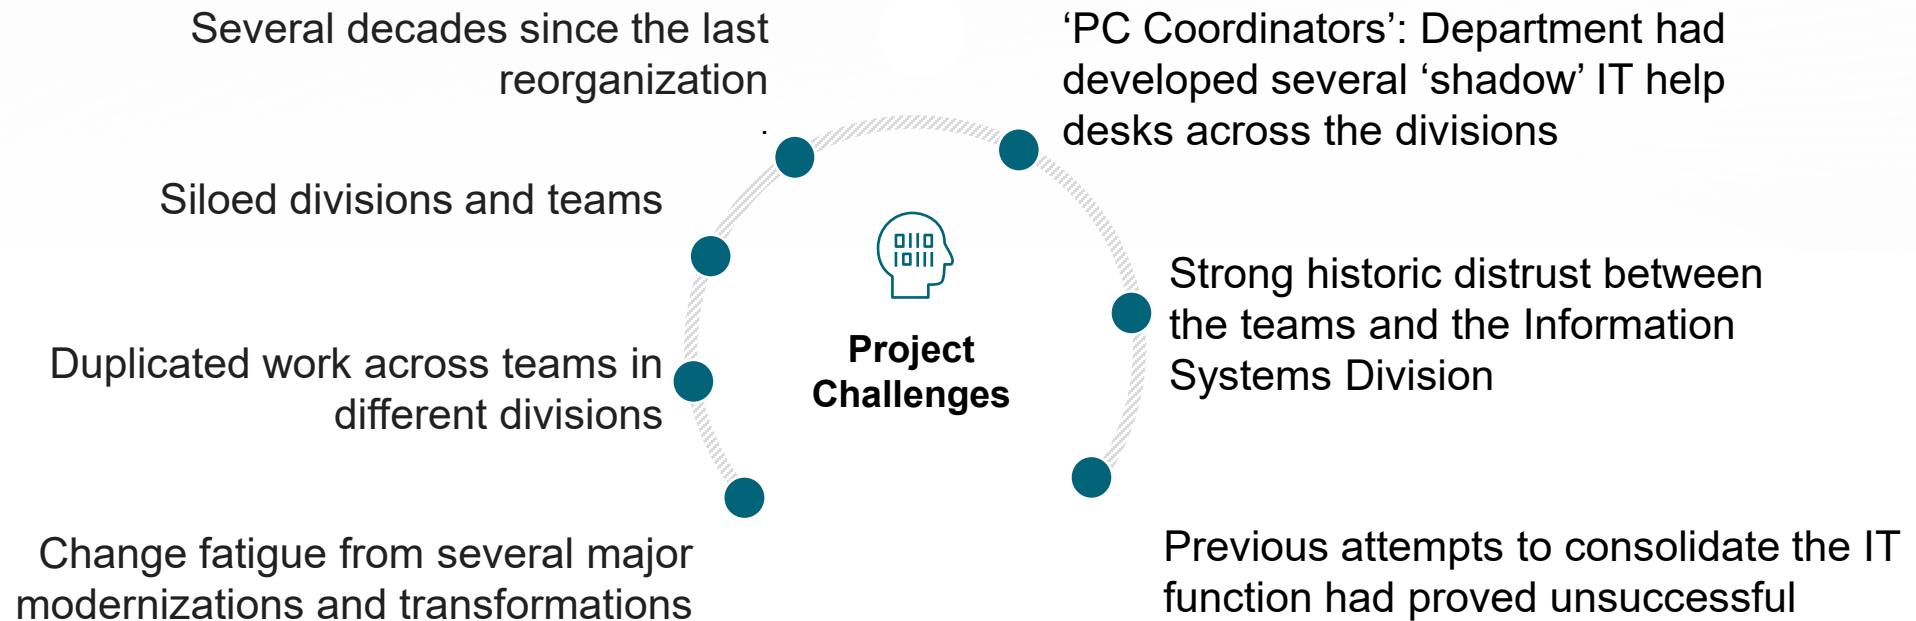 Several decades since the last
reorganization
.
Siloed divisions and teams
Duplicated work across teams in
different divisions
Change fatigue from several major
modernizations and transformations
0110
10111
Project
Challenges
‘PC Coordinators’: Department had
developed several ‘shadow’ IT help
desks across the divisions
Strong historic distrust between
the teams and the Information
Systems Division
Previous attempts to consolidate the IT
function had proved unsuccessful